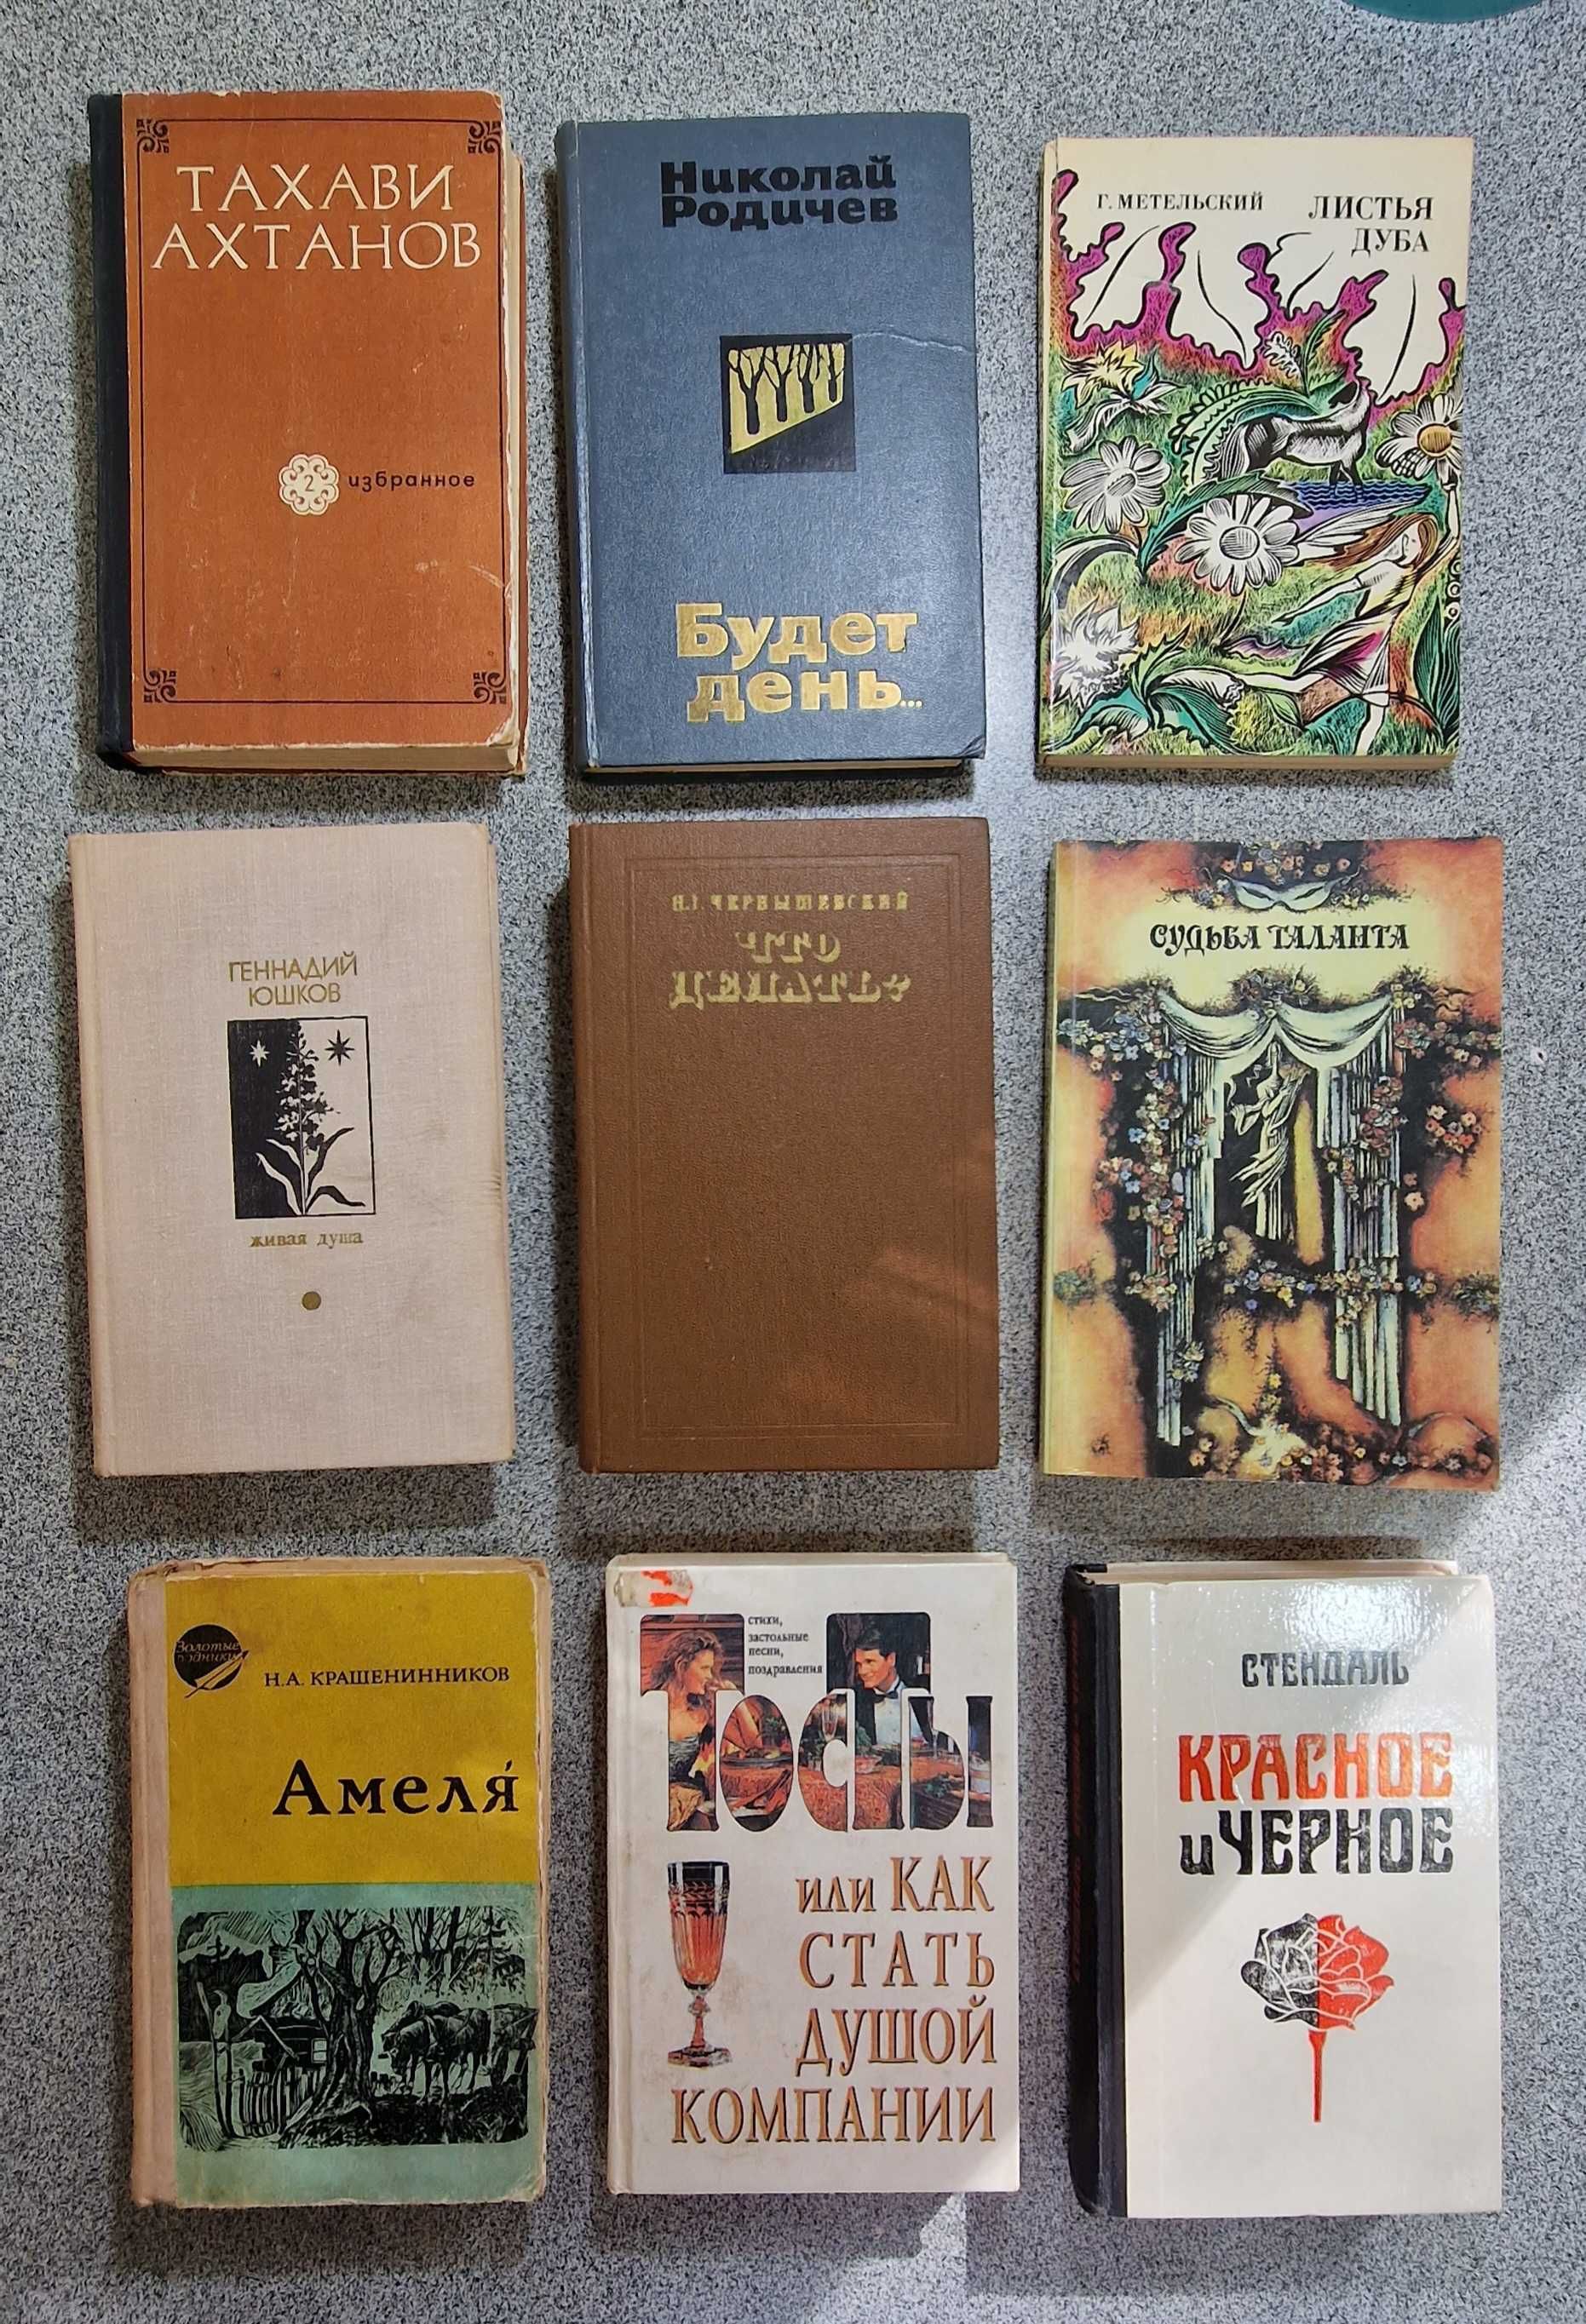 ТАХАВИ
АХТАНОВ
2 избранное
Николай
Родичев
Будет
день...
Г. МЕТЕЛЬСКИЙ
ЛИСТЬЯ
ДУБА
ГЕННАДИЙ
ЮШКОВ
живая душа
Н.Г. ЧЕРНЫШЕВСКИЙ
ЧТО
ДЕЛАТЬ?
СУДЬБА ТАЛАНТА
Золотые
родники
Н.А. КРАШЕНИННИКОВ
Амеля́
стихи,
застольные
песни,
поздравления
Тосты
или КАК
СТАТЬ
ДУШОЙ
КОМПАНИИ
СТЕНДАЛЬ
КРАСНОЕ
и ЧЕРНОЕ